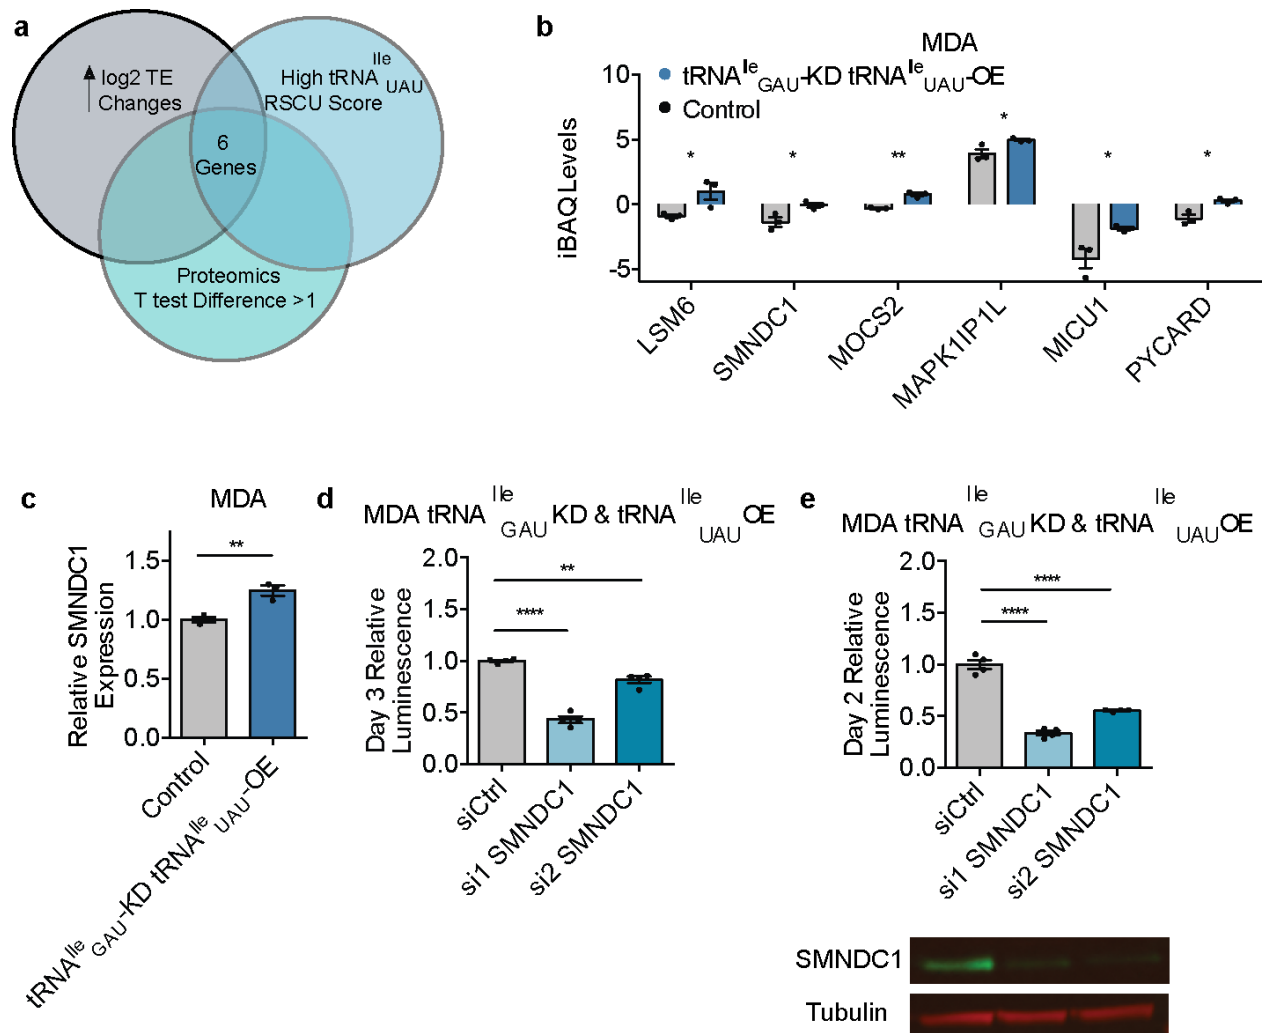 a
log2 TE
Changes
High tRNA Ile UAU
RSCU Score
6
Genes
Proteomics
T test Difference >1
b
MDA
tRNA Ile GAU-KD tRNA Ile UAU-OE
Control
iBAQ Levels
10
5
0
-5
*
*
**
*
*
*
LSM6
SMNDC1
MOCS2
MAPK1IP1L
MICU1
PYCARD
c
MDA
Relative SMNDC1
Expression
1.5
1.0
0.5
0.0
**
Control
tRNA Ile GAU-KD tRNA Ile UAU-OE
d
MDA tRNA Ile GAU KD & tRNA Ile UAU OE
Day 3 Relative
Luminescence
2.0
1.5
1.0
0.5
0.0
**
****
siCtrl
si1 SMNDC1
si2 SMNDC1
e
MDA tRNA Ile GAU KD & tRNA Ile UAU OE
Day 2 Relative
Luminescence
2.0
1.5
1.0
0.5
0.0
****
****
siCtrl
si1 SMNDC1
si2 SMNDC1
SMNDC1
Tubulin